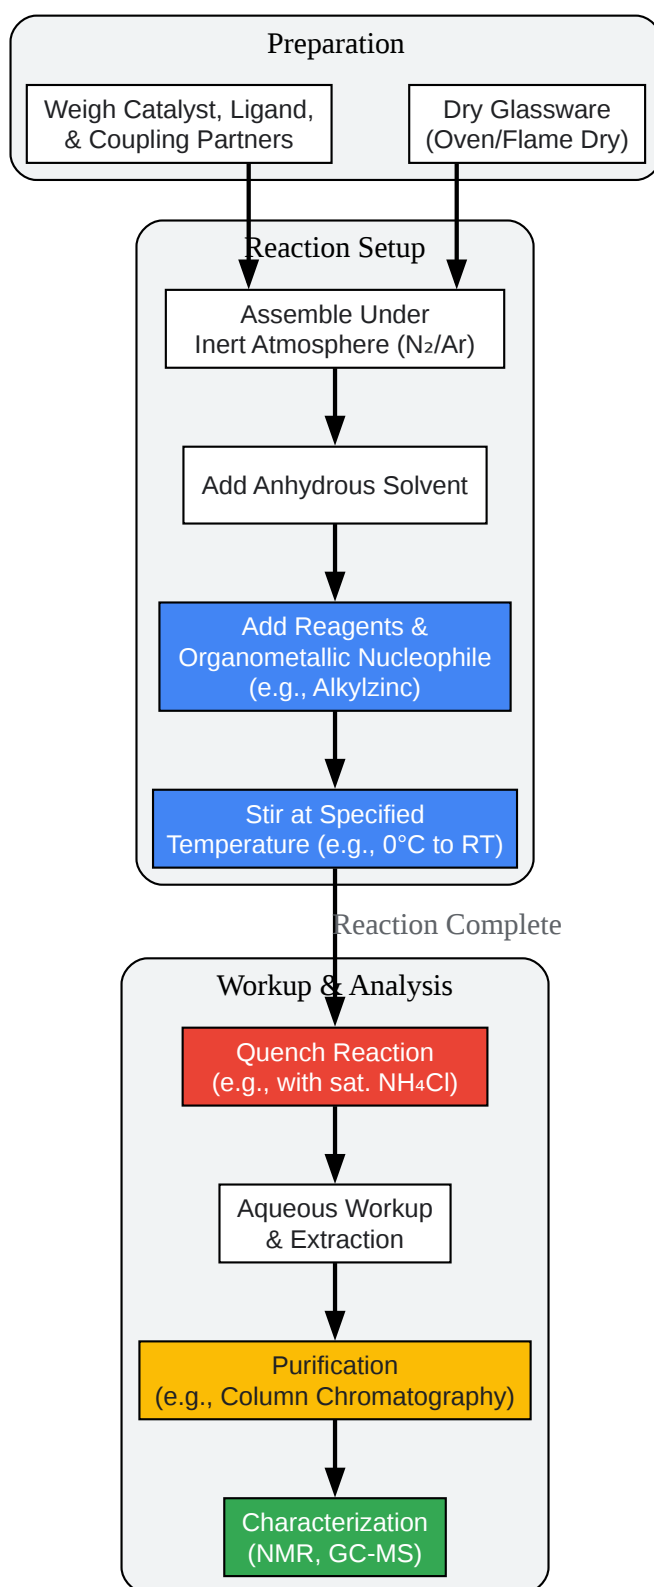 Preparation
Weigh Catalyst, Ligand,
& Coupling Partners
Dry Glassware
(Oven/Flame Dry)
Reaction Setup
Assemble Under
Inert Atmosphere (N₂/Ar)
Add Anhydrous Solvent
Add Reagents &
Organometallic Nucleophile
(e.g., Alkylzinc)
Stir at Specified
Temperature (e.g., 0°C to RT)
Reaction Complete
Workup & Analysis
Quench Reaction
(e.g., with sat. NH₄Cl)
Aqueous Workup
& Extraction
Purification
(e.g., Column Chromatography)
Characterization
(NMR, GC-MS)